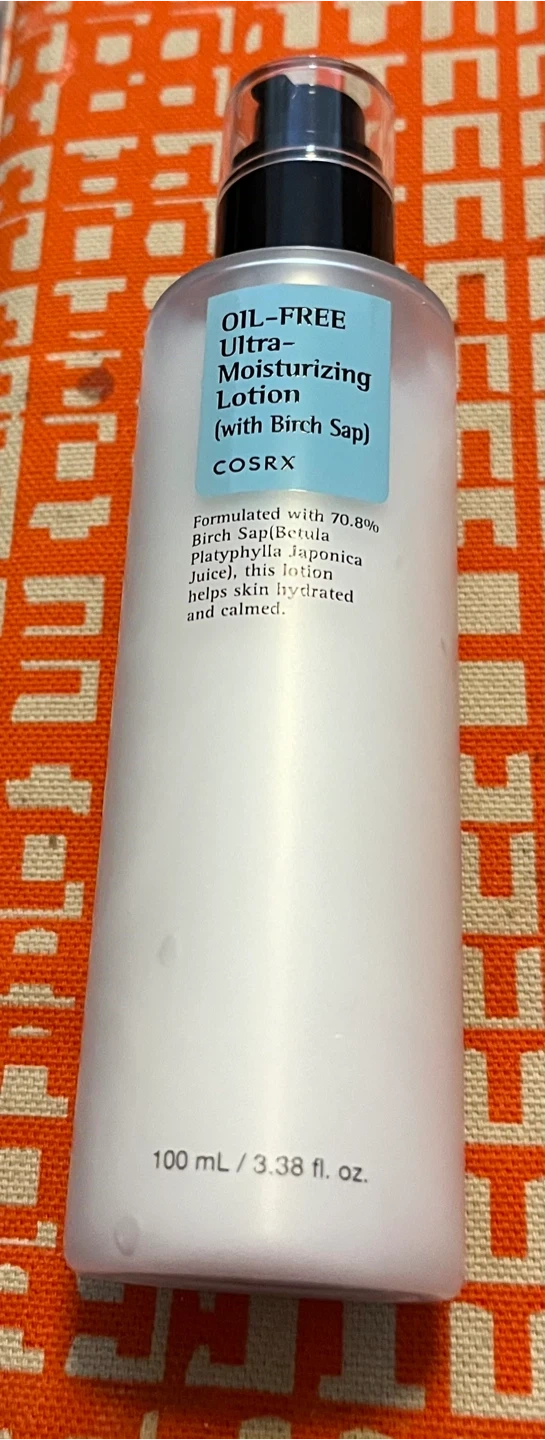 OIL-FREE
Ultra-
Moisturizing
Lotion
(with Birch Sap)
COSRX
Formulated with 70.8%
Birch Sap(Betula
Platyphylla Japonica
Juice), this lotion
helps skin hydrated
and calmed.
100 mL / 3.38 fl. oz.